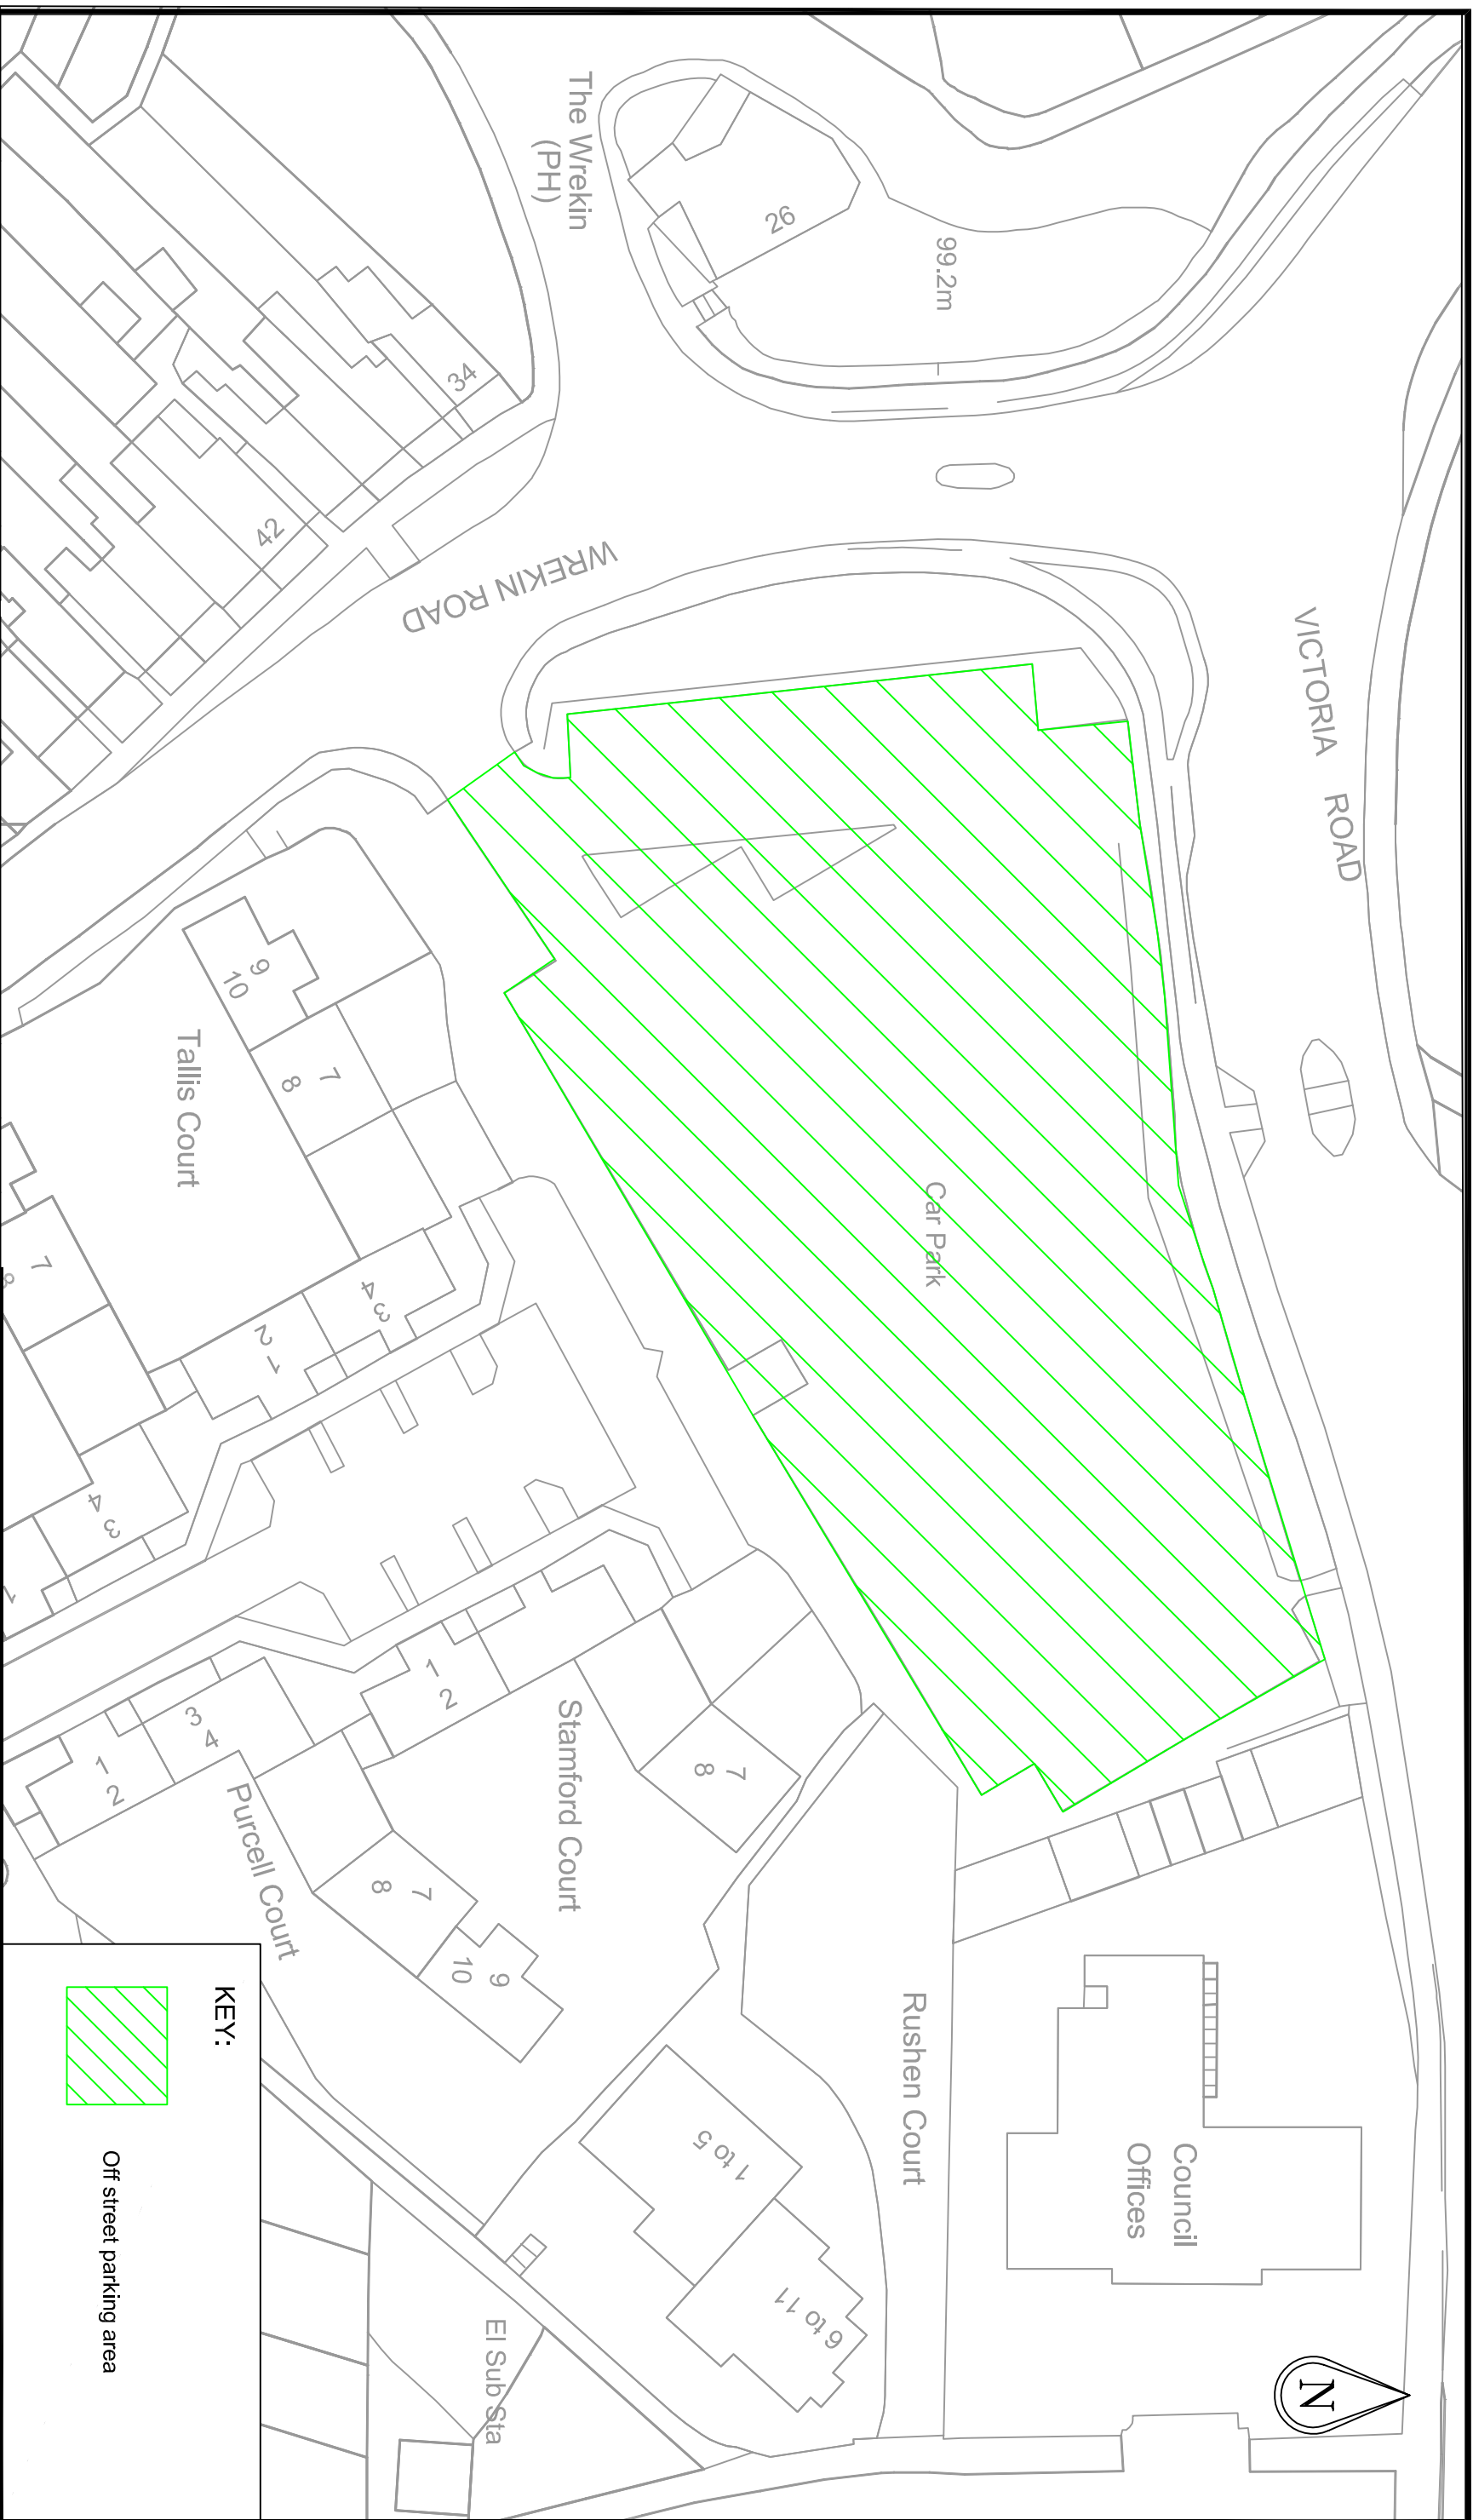 VICTORIA ROAD
N
Council
Offices
99.2m
Car Park
Rushen Court
6 to 11
26
1 to 5
7
8
The Wrekin
(PH)
Stamford Court
WREKIN ROAD
El Sub Sta
9
10
34
1
2
7
8
3
4
7
8
42
9
10
1
2
Purcell Court
Tallis Court
3
4
1
2
3
4
7
8
1
KEY:
Off street parking area